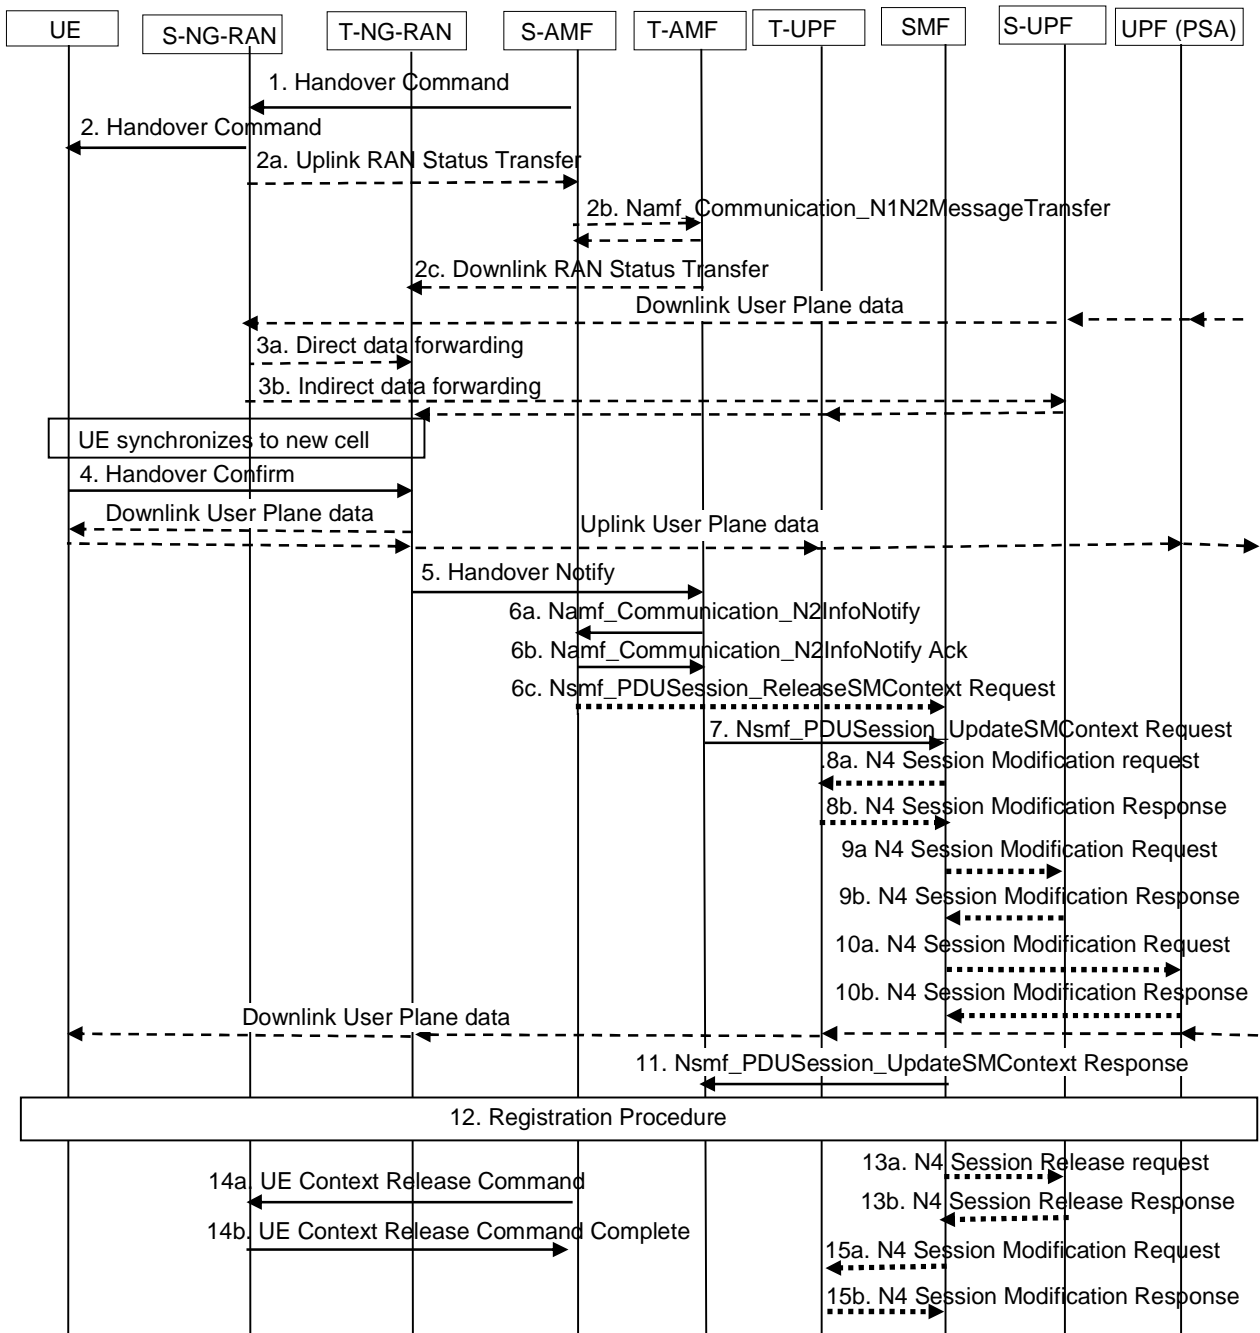 UE
S-NG-RAN
T-NG-RAN
S-AMF
T-AMF
T-UPF
SMF
S-UPF
UPF (PSA)
1. Handover Command
2. Handover Command
2a. Uplink RAN Status Transfer
2b. Namf_Communication_N1N2MessageTransfer
2c. Downlink RAN Status Transfer
Downlink User Plane data
3a. Direct data forwarding
3b. Indirect data forwarding
UE synchronizes to new cell
4. Handover Confirm
Downlink User Plane data
Uplink User Plane data
5. Handover Notify
6a. Namf_Communication_N2InfoNotify
6b. Namf_Communication_N2InfoNotify Ack
6c. Nsmf_PDUSession_ReleaseSMContext Request
7. Nsmf_PDUSession_UpdateSMContext Request
.8a. N4 Session Modification request
8b. N4 Session Modification Response
9a N4 Session Modification Request
9b. N4 Session Modification Response
10a. N4 Session Modification Request
10b. N4 Session Modification Response
Downlink User Plane data
11. Nsmf_PDUSession_UpdateSMContext Response
12. Registration Procedure
13a. N4 Session Release request
14a. UE Context Release Command
13b. N4 Session Release Response
14b. UE Context Release Command Complete
15a. N4 Session Modification Request
15b. N4 Session Modification Response